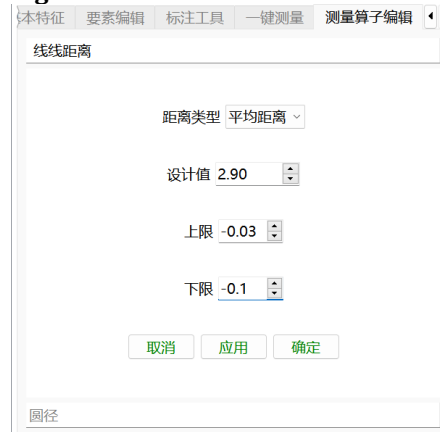 本特征 要素编辑 标注工具 一键测量 测量算子编辑
线线距离
距离类型 平均距离
设计值 2.90
上限 -0.03
下限 -0.1
取消 应用 确定
圆径